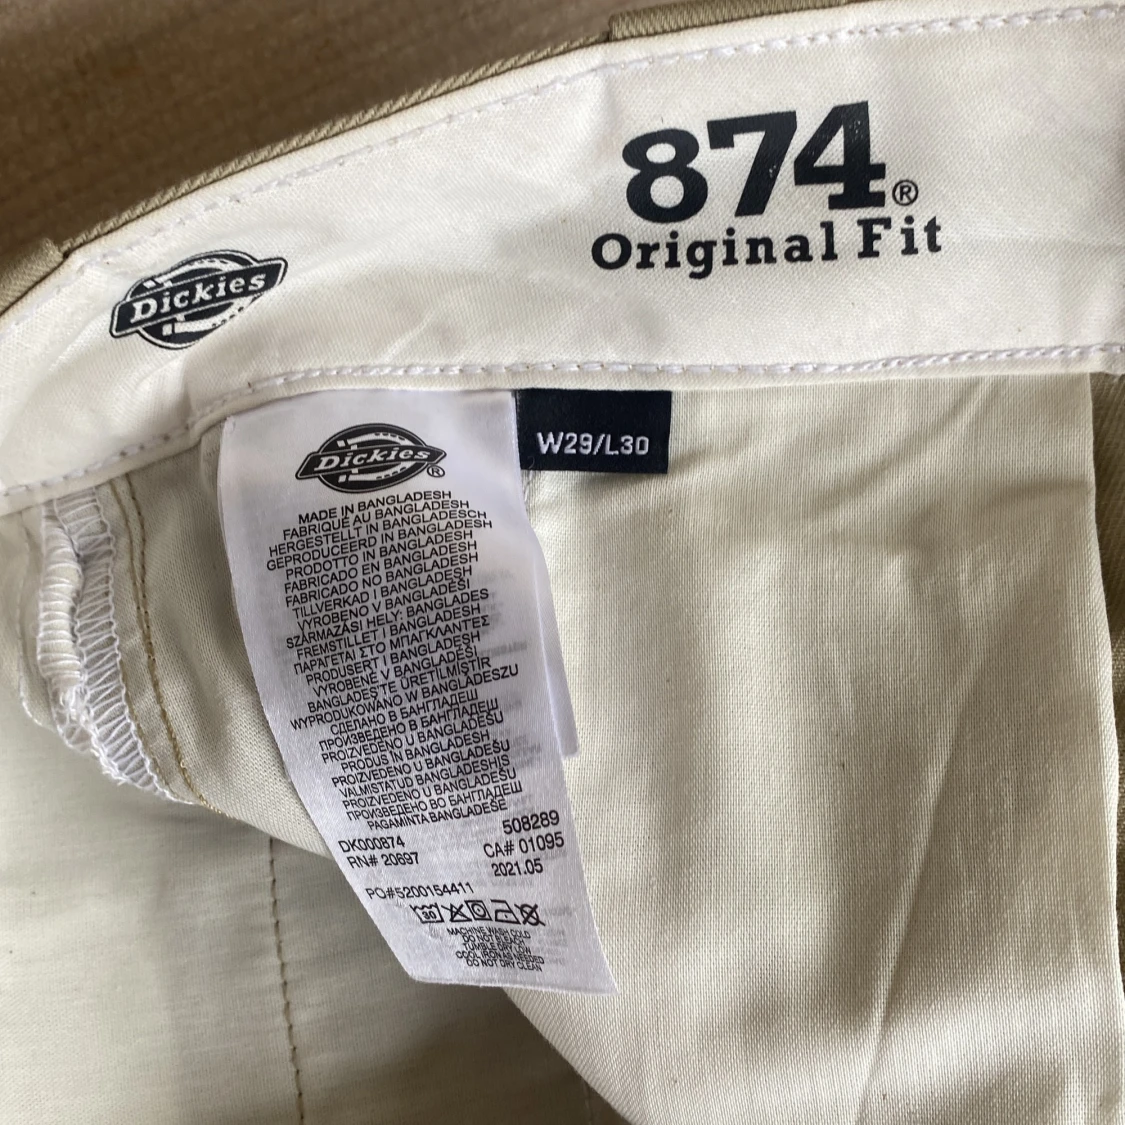 874®
Original Fit
Dickies
Dickies®
W29/L30
MADE IN BANGLADESH
FABRIQUÉ AU BANGLADESH
HERGESTELLT IN BANGLADESCH
GEPRODUCEERD IN BANGLADESH
PRODOTTO IN BANGLADESH
FABRICADO EN BANGLADESH
FABRICADO NO BANGLADESH
TILLVERKAD I BANGLADESH
VYROBENO V BANGLADÉŠI
SZÁRMAZÁSI HELY: BANGLADES
FREMSTILLET I BANGLADESH
ΠΑΡΑΓΕΤΑΙ ΣΤΟ ΜΠΑΓΚΛΑΝΤΕΣ
PRODUSERT I BANGLADESH
VYROBENÉ V BANGLADÉŠI
BANGLADEŞ'TE ÜRETİLMİŞTİR
WYPRODUKOWANO W BANGLADESZU
СДЕЛАНО В БАНГЛАДЕШ
ПРОИЗВЕДЕНО В БАНГЛАДЕШ
PROIZVEDENO U BANGLADEŠU
PRODUS ÎN BANGLADESH
PROIZVEDENO U BANGLADEŠU
VALMISTATUD BANGLADESHIS
PROIZVEDENO U BANGLADEŠU
ПРОИЗВЕДЕНО ВО БАНГЛАДЕШ
PAGAMINTA BANGLADEŠE
508289
DK000874
CA# 01095
RN# 20697
2021.05
PO#5200154411
30
MACHINE WASH COLD
DO NOT BLEACH
TUMBLE DRY LOW
COOL IRON AS NEEDED
DO NOT DRY CLEAN